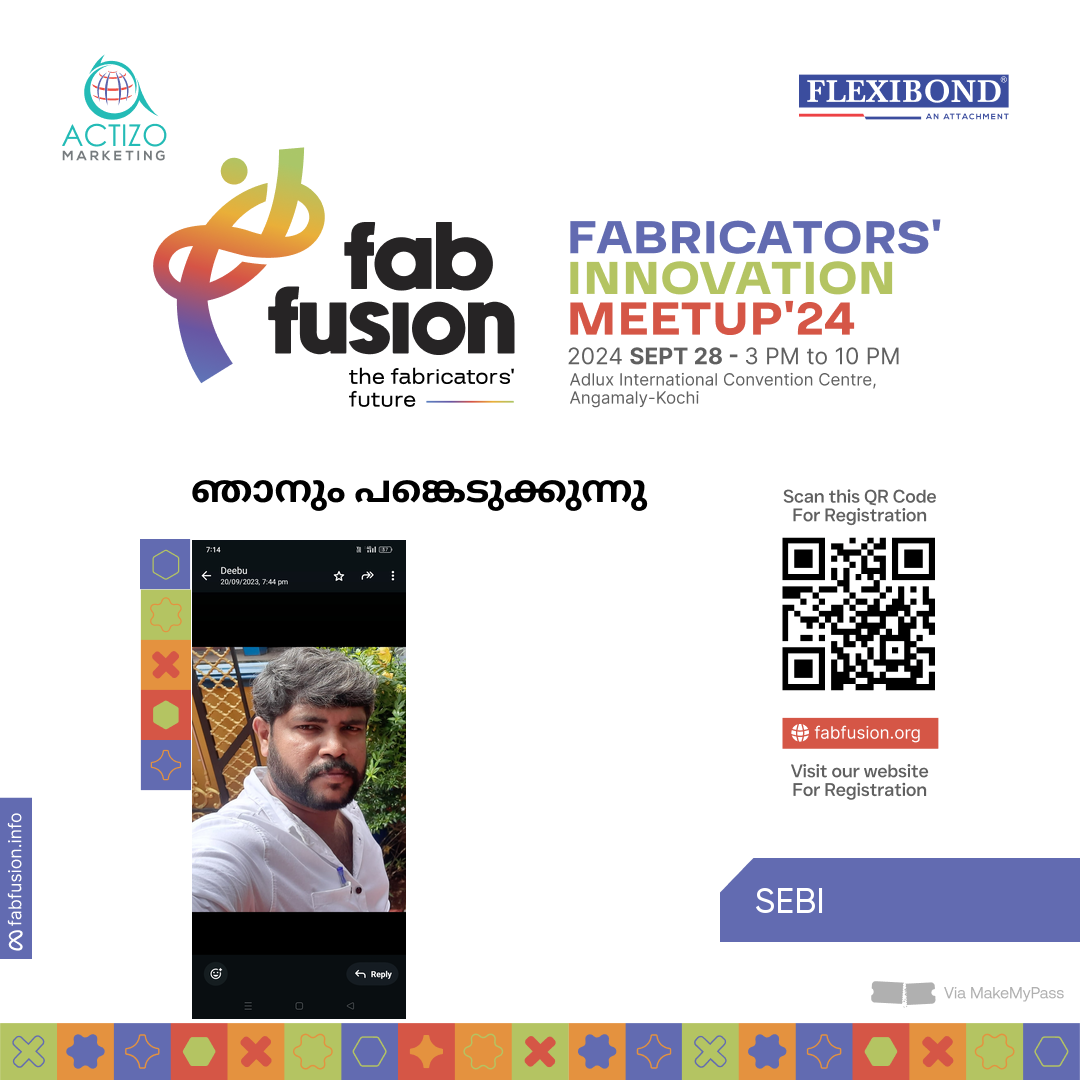 ACTIZO
MARKETING
FLEXIBOND®
AN ATTACHMENT
fab
fusion
the fabricators'
future
FABRICATORS'
INNOVATION
MEETUP'24
2024 SEPT 28 - 3 PM to 10 PM
Adlux International Convention Centre,
Angamaly-Kochi
ഞാനും പങ്കെടുക്കുന്നു
Scan this QR Code
For Registration
7:14
57
Deebu
20/09/2023, 7:44 pm
Reply
fabfusion.org
Visit our website
For Registration
fabfusion.info
SEBI
Via MakeMyPass